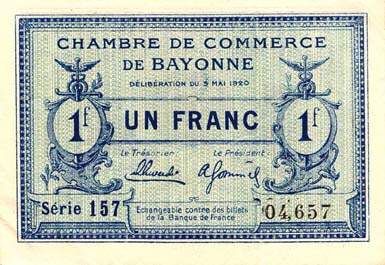 CHAMBRE DE COMMERCE
DE BAYONNE
DÉLIBÉRATION DU 3 MAI 1920
1f UN FRANC 1f
Le Trésorier Le Président
Série 157 Echangeable contre des billets 04,657
de la Banque de France